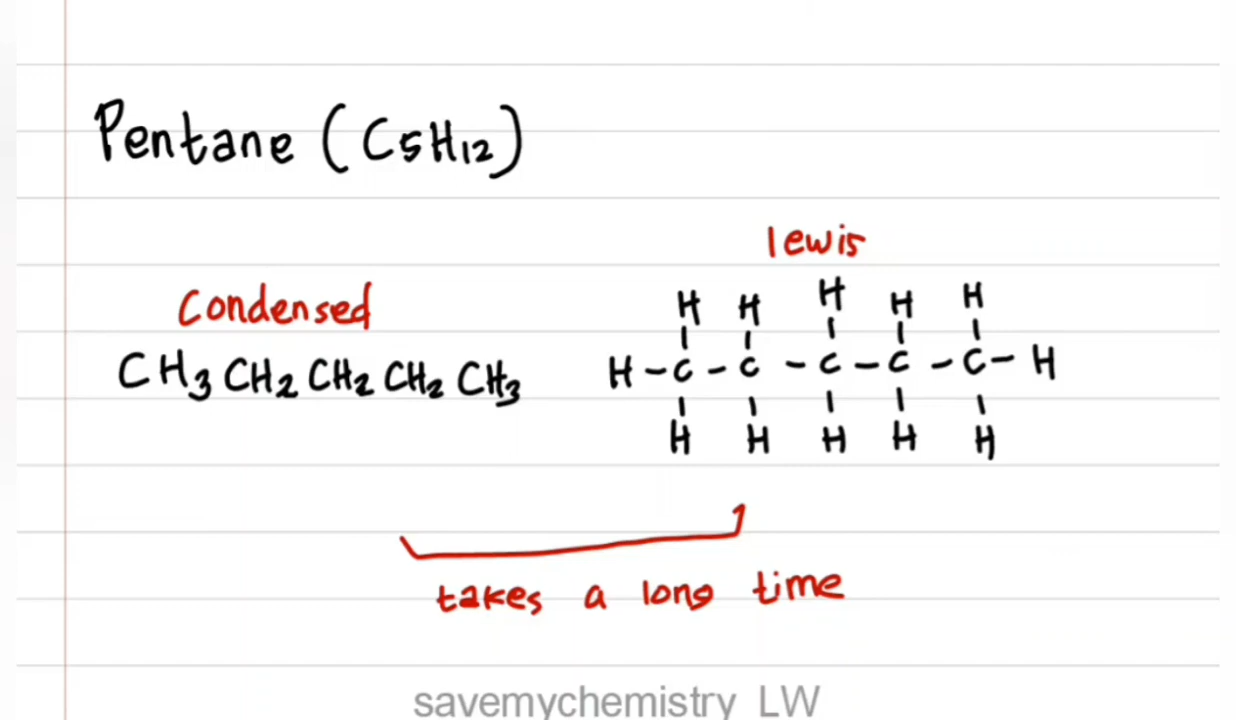 Pentane (C5H12)
lewis
Condensed
H H H H H
CH3 CH2 CH2 CH2 CH3
H-C-C-C-C-C-H
H H H H H
takes a long time
savemychemistry LW